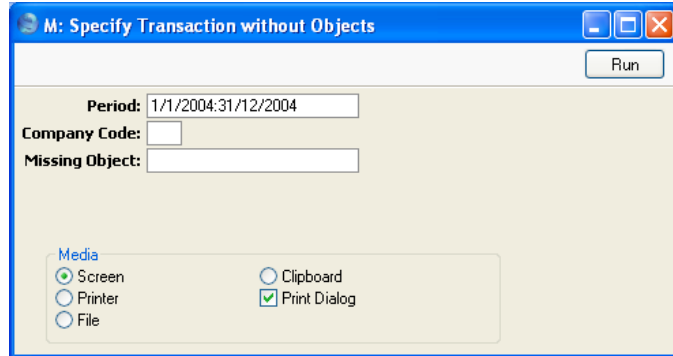 M: Specify Transaction without Objects
Run
Period: 1/1/2004:31/12/2004
Company Code:
Missing Object:
Media
Screen Clipboard
Printer Print Dialog
File